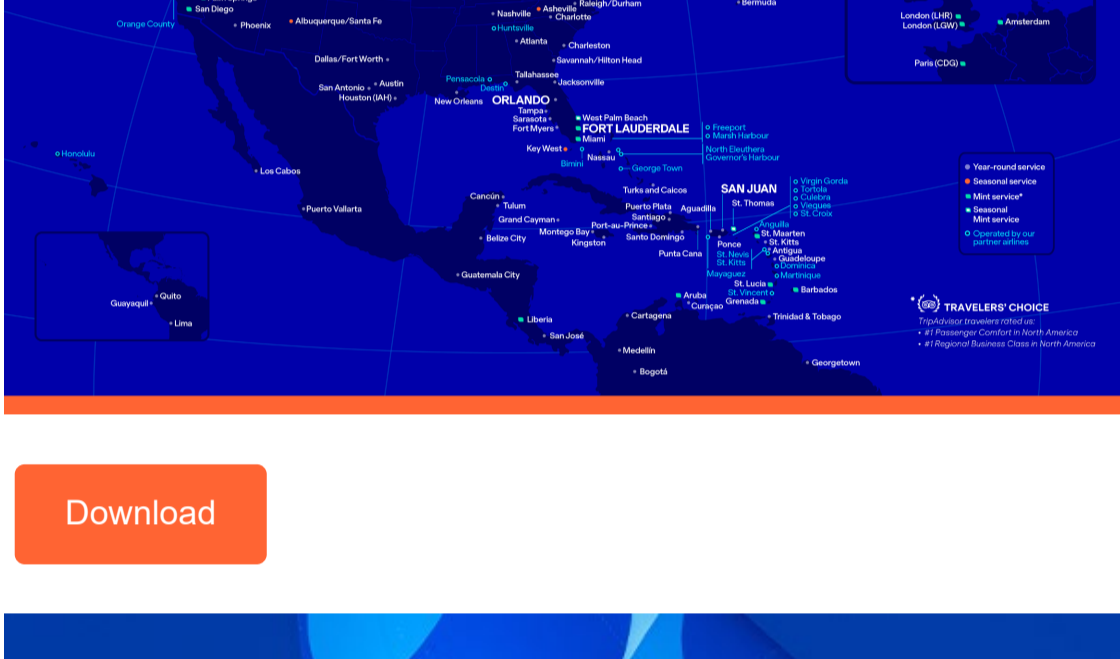 San Diego
Orange County
Phoenix
Albuquerque/Santa Fe
Nashville
Asheville
Raleigh/Durham
Charlotte
Bermuda
Huntsville
Atlanta
Charleston
Dallas/Fort Worth
Savannah/Hilton Head
San Antonio
Austin
Houston (IAH)
Pensacola
Destin
Tallahassee
Jacksonville
New Orleans
ORLANDO
Tampa
Sarasota
Fort Myers
West Palm Beach
FORT LAUDERDALE
Miami
Key West
Bimini
Nassau
Freeport
Marsh Harbour
North Eleuthera
Governor's Harbour
George Town
London (LHR)
London (LGW)
Amsterdam
Paris (CDG)
Honolulu
Los Cabos
Puerto Vallarta
Cancún
Tulum
Grand Cayman
Montego Bay
Kingston
Belize City
Guatemala City
Turks and Caicos
Puerto Plata
Santiago
Port-au-Prince
Santo Domingo
Punta Cana
Aguadilla
SAN JUAN
St. Thomas
Ponce
Mayaguez
St. Nevis
St. Kitts
Virgin Gorda
Tortola
Culebra
Vieques
St. Croix
Anguilla
St. Maarten
St. Kitts
Antigua
Guadeloupe
Dominica
Martinique
St. Lucia
St. Vincent
Grenada
Barbados
Aruba
Curaçao
Trinidad & Tobago
Liberia
San José
Cartagena
Medellín
Bogotá
Georgetown
Guayaquil
Quito
Lima
Year-round service
Seasonal service
Mint service*
Seasonal
Mint service
Operated by our
partner airlines
* TRAVELERS' CHOICE
TripAdvisor travelers rated us:
• #1 Passenger Comfort in North America
• #1 Regional Business Class in North America
Download